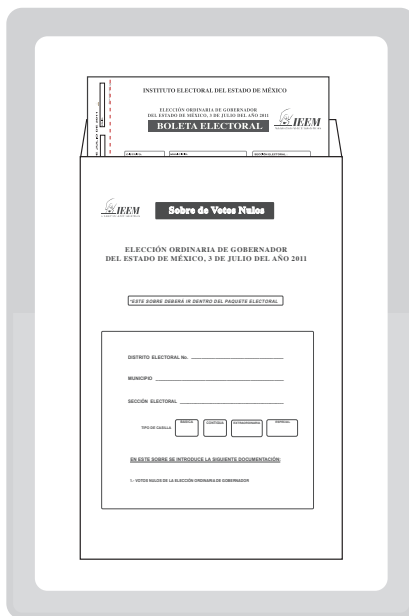 INSTITUTO ELECTORAL DEL ESTADO DE MÉXICO
ELECCIÓN ORDINARIA DE GOBERNADOR
DEL ESTADO DE MÉXICO, 3 DE JULIO DEL AÑO 2011
BOLETA ELECTORAL
IEEM
IEEM
Sobre de Votos Nulos
ELECCIÓN ORDINARIA DE GOBERNADOR
DEL ESTADO DE MÉXICO, 3 DE JULIO DEL AÑO 2011
*ESTE SOBRE DEBERÁ IR DENTRO DEL PAQUETE ELECTORAL
DISTRITO ELECTORAL No.
MUNICIPIO
SECCIÓN ELECTORAL
TIPO DE CASILLA BÁSICA CONTIGUA EXTRAORDINARIA ESPECIAL
EN ESTE SOBRE SE INTRODUCE LA SIGUIENTE DOCUMENTACIÓN:
1.- VOTOS NULOS DE LA ELECCIÓN ORDINARIA DE GOBERNADOR